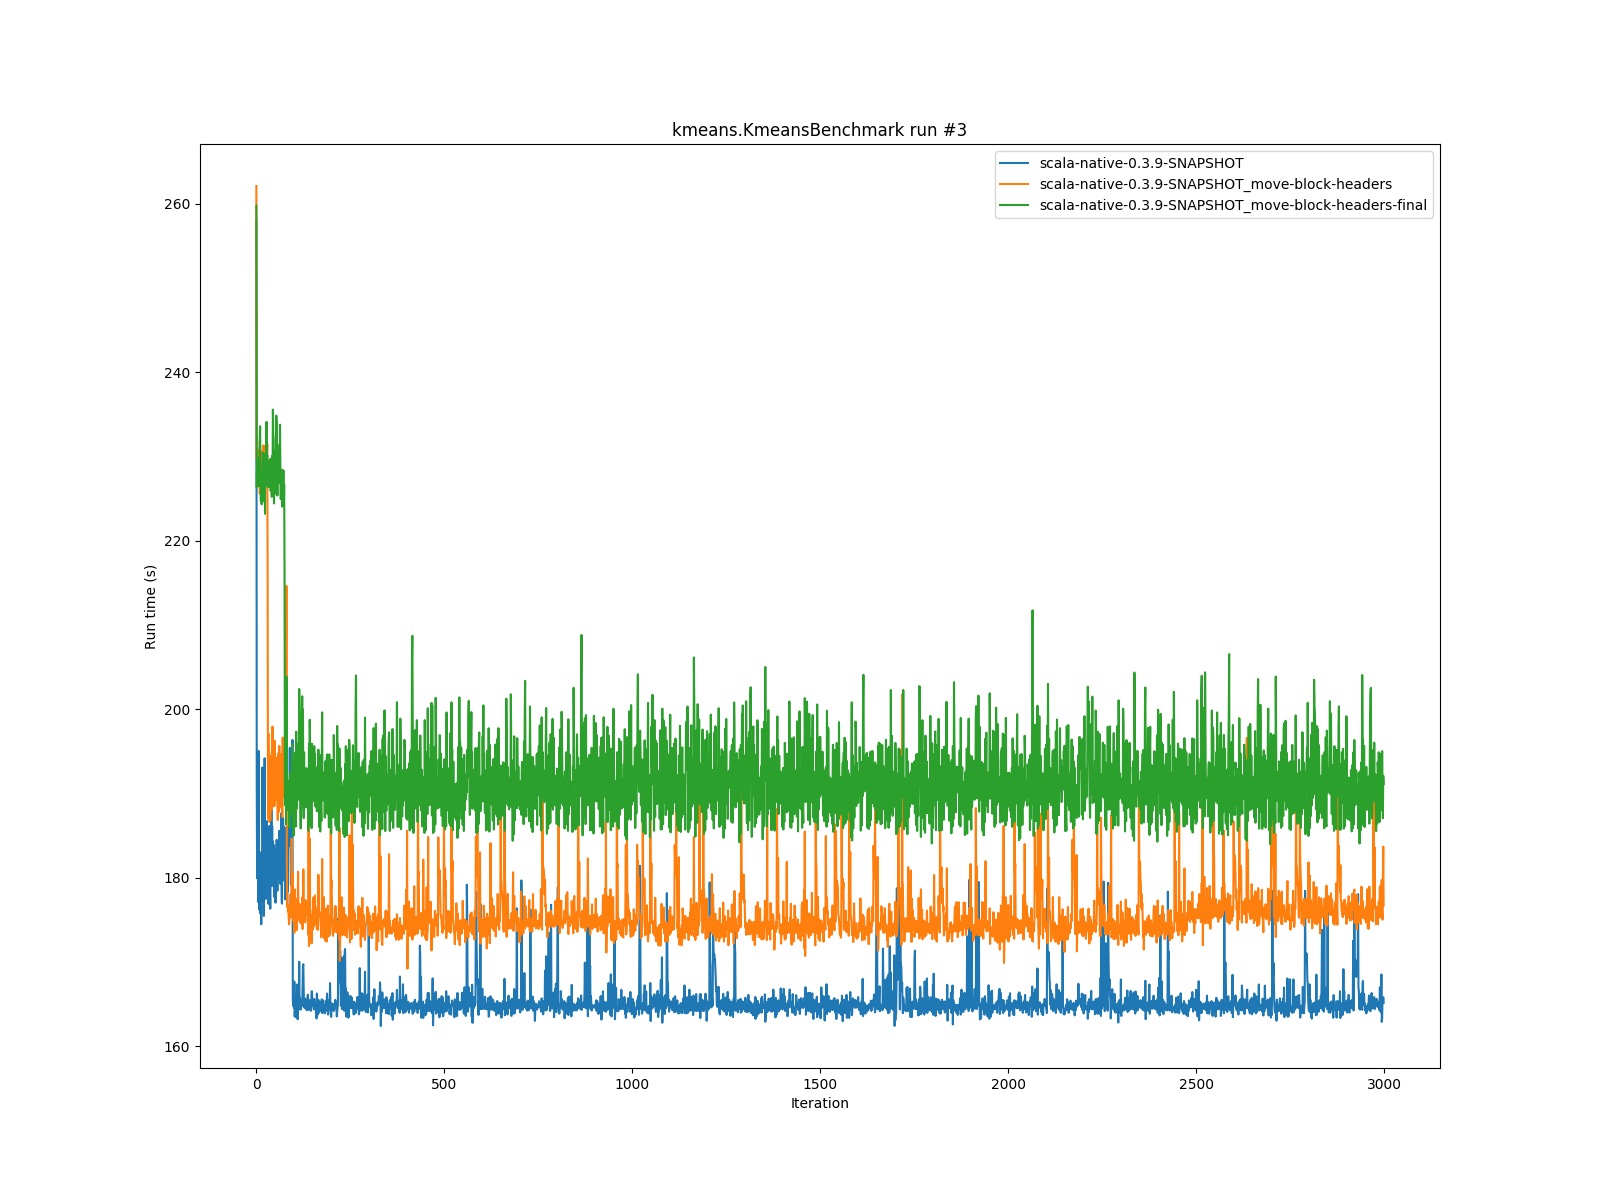 kmeans.KmeansBenchmark run #3
scala-native-0.3.9-SNAPSHOT
scala-native-0.3.9-SNAPSHOT_move-block-headers
scala-native-0.3.9-SNAPSHOT_move-block-headers-final
260
240
220
200
180
160
Run time (s)
0 500 1000 1500 2000 2500 3000
Iteration